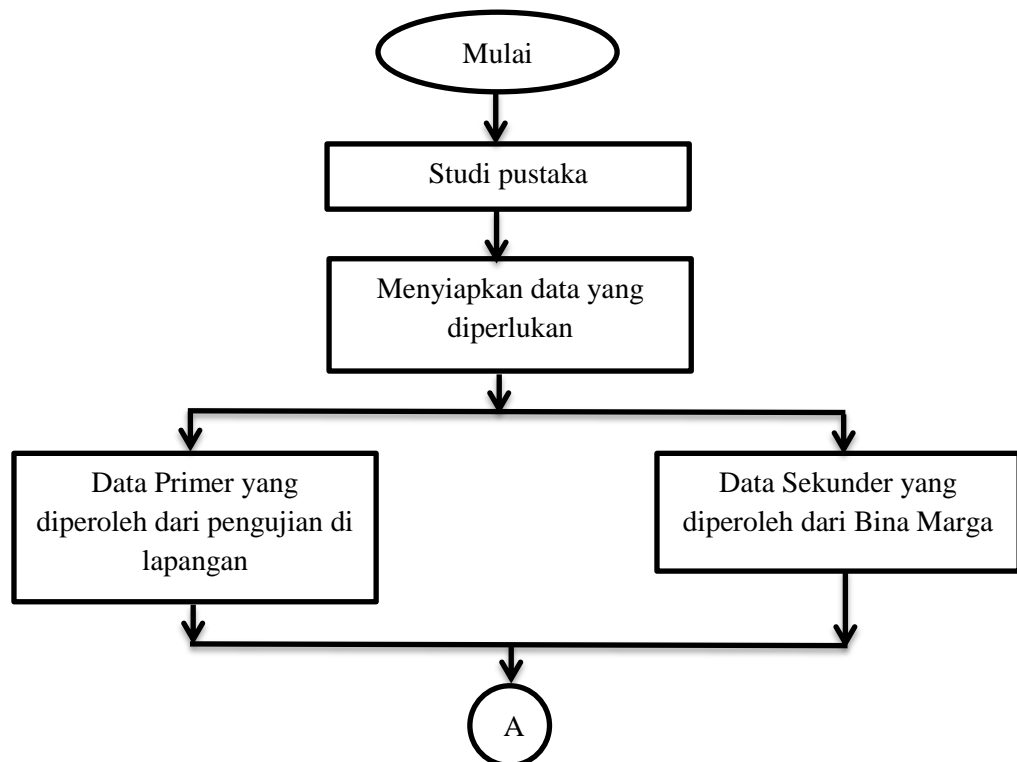 Mulai
Studi pustaka
Menyiapkan data yang
diperlukan
Data Primer yang
diperoleh dari pengujian di
lapangan
Data Sekunder yang
diperoleh dari Bina Marga
A